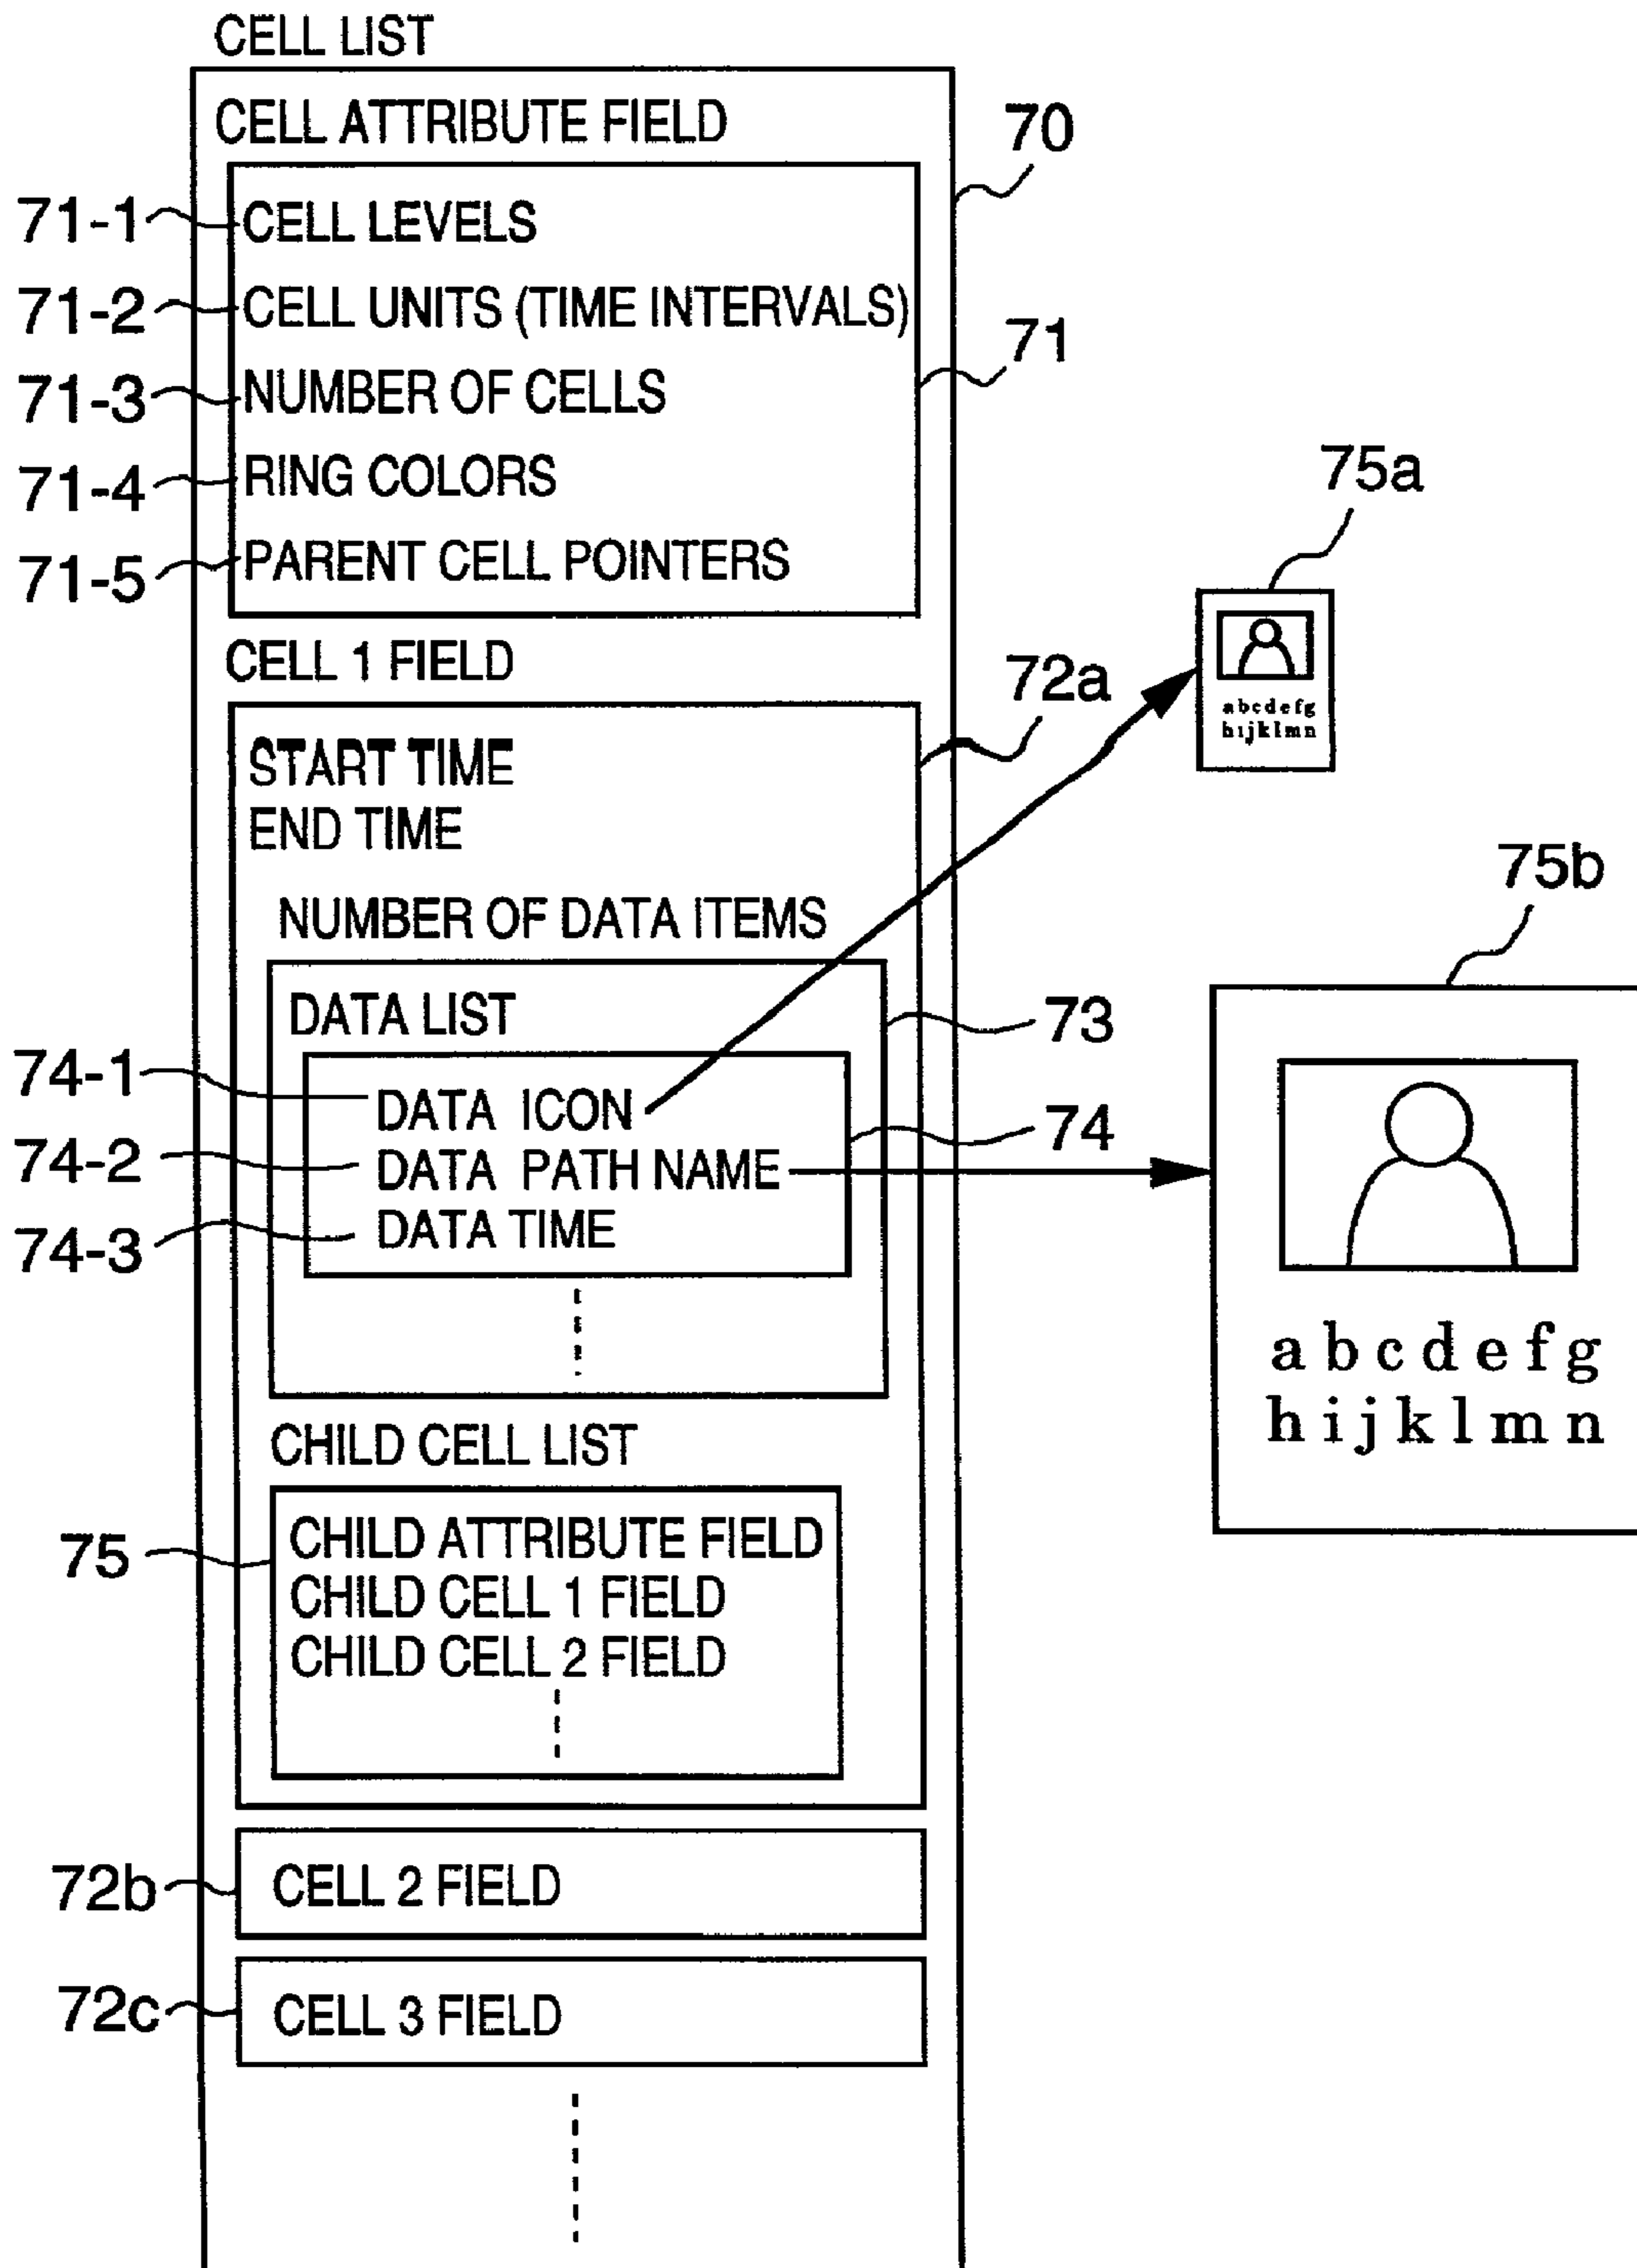 CELL LIST
CELL ATTRIBUTE FIELD
70
71-1 CELL LEVELS
71-2 CELL UNITS (TIME INTERVALS)
71
71-3 NUMBER OF CELLS
71-4 RING COLORS
71-5 PARENT CELL POINTERS
75a
abcdefg
hijklmn
CELL 1 FIELD
72a
START TIME
END TIME
NUMBER OF DATA ITEMS
75b
DATA LIST
73
74-1 DATA ICON
74
74-2 DATA PATH NAME
74-3 DATA TIME
a b c d e f g
h i j k l m n
CHILD CELL LIST
75
CHILD ATTRIBUTE FIELD
CHILD CELL 1 FIELD
CHILD CELL 2 FIELD
72b CELL 2 FIELD
72c CELL 3 FIELD